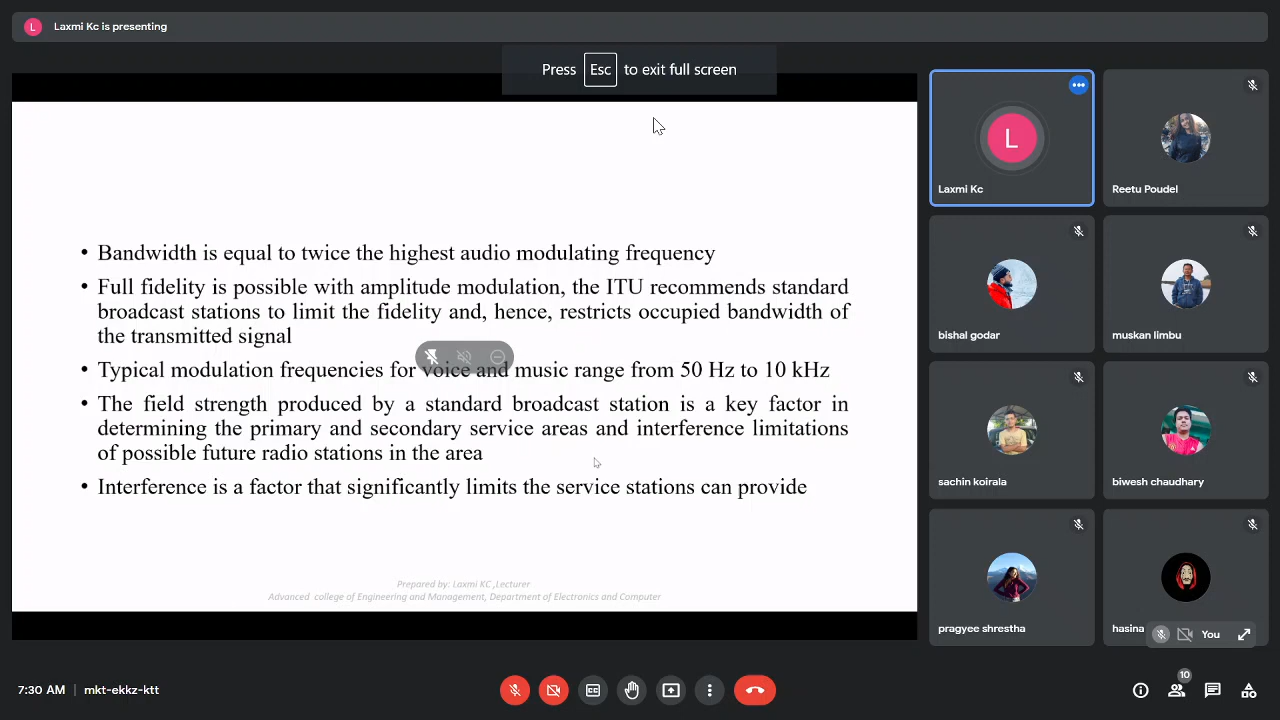 L Laxmi Kc is presenting
Press Esc to exit full screen
• Bandwidth is equal to twice the highest audio modulating frequency
• Full fidelity is possible with amplitude modulation, the ITU recommends standard
broadcast stations to limit the fidelity and, hence, restricts occupied bandwidth of
the transmitted signal
• Typical modulation frequencies for voice and music range from 50 Hz to 10 kHz
• The field strength produced by a standard broadcast station is a key factor in
determining the primary and secondary service areas and interference limitations
of possible future radio stations in the area
• Interference is a factor that significantly limits the service stations can provide
Prepared by: Laxmi KC ,Lecturer
Advanced college of Engineering and Management, Department of Electronics and Computer
L
Laxmi Kc
Reetu Poudel
bishal godar
muskan limbu
sachin koirala
biwesh chaudhary
pragyee shrestha
hasina
You
7:30 AM | mkt-ekkz-ktt
CC
10